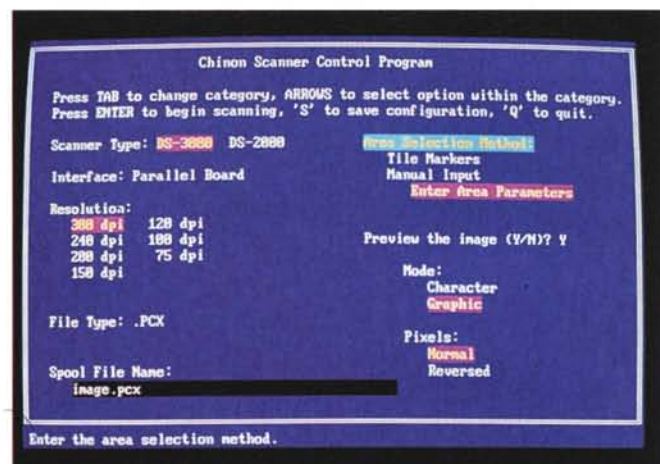 Chinon Scanner Control Program
Press TAB to change category, ARROWS to select option within the category.
Press ENTER to begin scanning, 'S' to save configuration, 'Q' to quit.
Scanner Type: DS-3000 DS-2000
Interface: Parallel Board
Resolution:
300 dpi 120 dpi
240 dpi 100 dpi
200 dpi 75 dpi
150 dpi
File Type: .PCX
Spool File Name:
image.pcx
Area Selection Method:
Tile Markers
Manual Input
Enter Area Parameters
Preview the image (Y/N)? Y
Mode:
Character
Graphic
Pixels:
Normal
Reversed
Enter the area selection method.